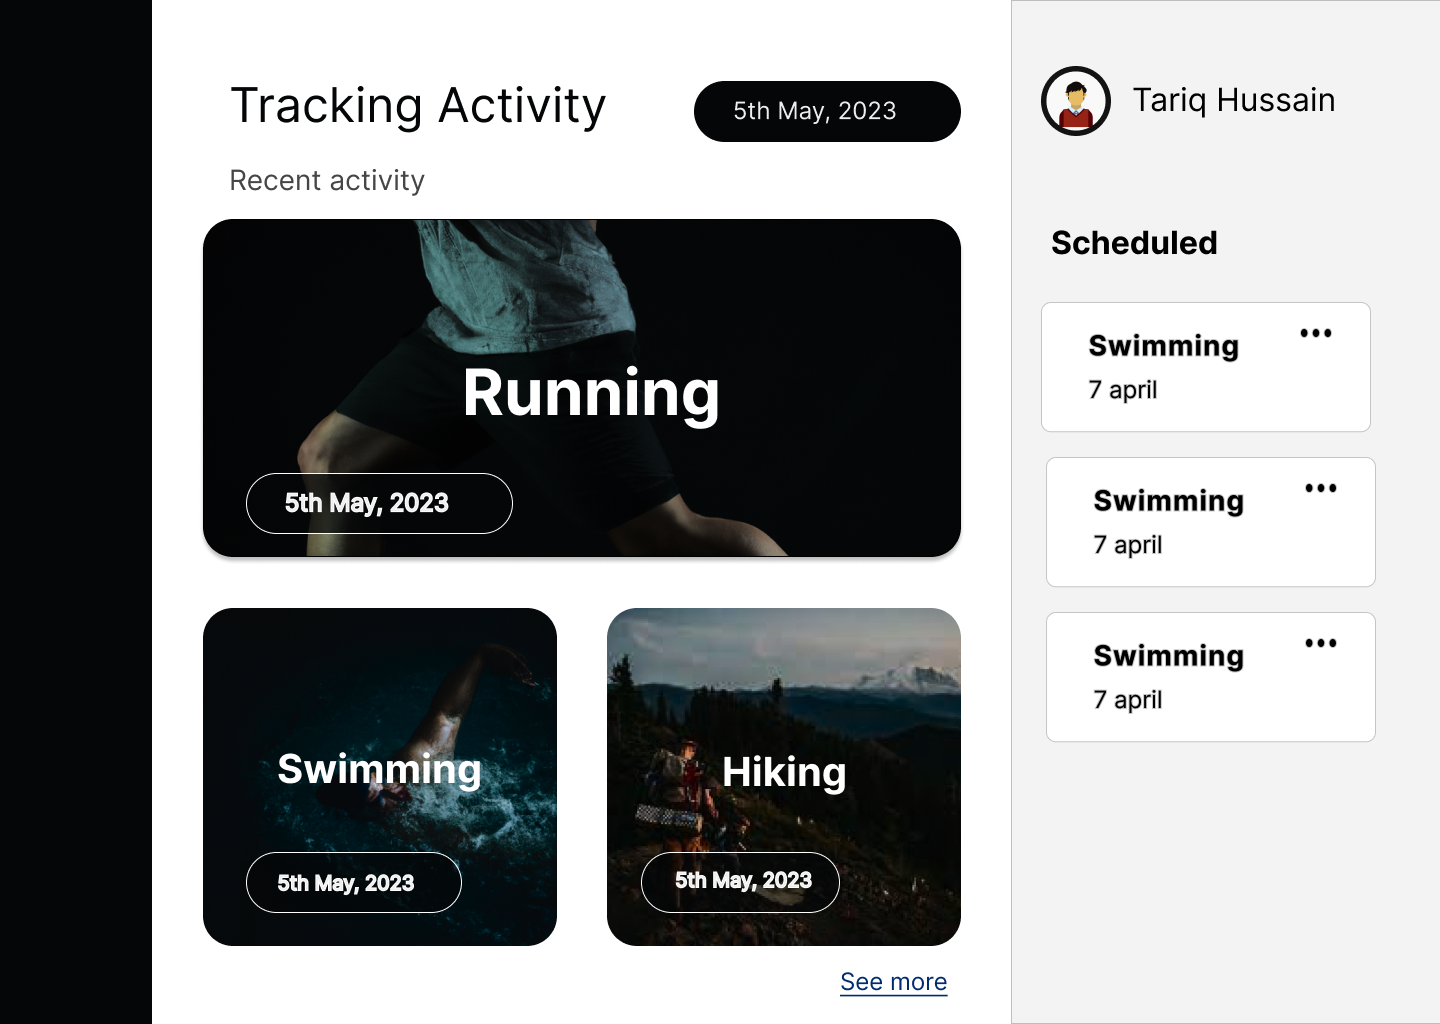 Tracking Activity
5th May, 2023
Recent activity
Running
5th May, 2023
Swimming
5th May, 2023
Hiking
5th May, 2023
See more
Tariq Hussain
Scheduled
Swimming
7 april
Swimming
7 april
Swimming
7 april